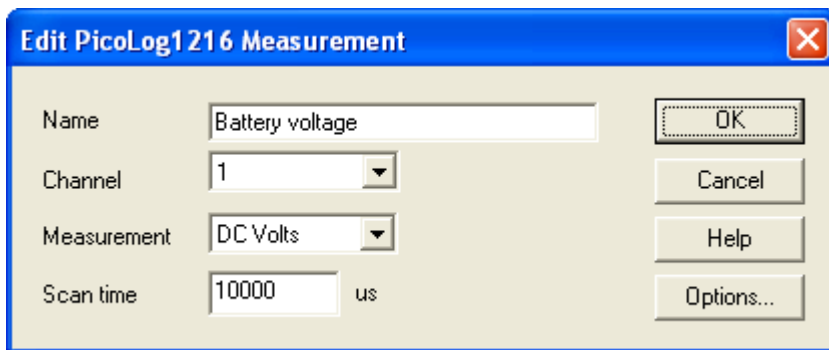 Edit PicoLog1216 Measurement
Name
Battery voltage
OK
Channel
1
Cancel
Measurement
DC Volts
Help
Scan time
10000
us
Options...